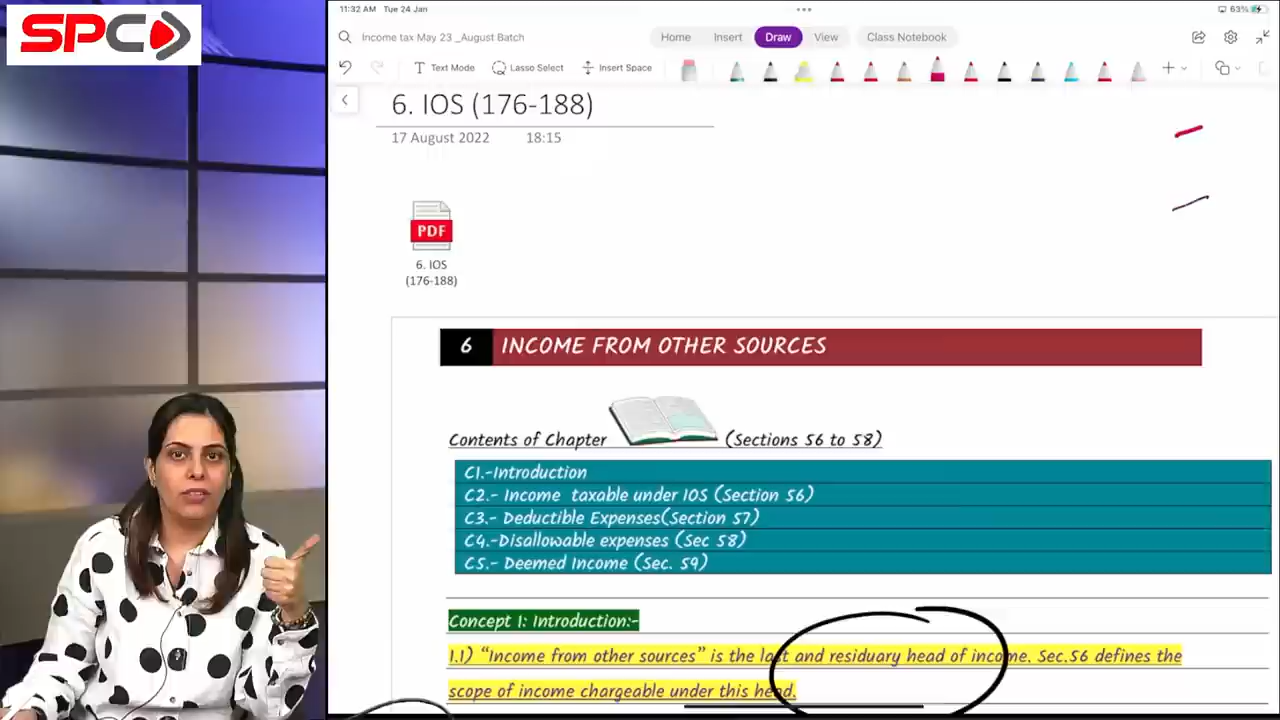 SPC
11:32 AM Tue 24 Jan
63%
Income tax May 23 _August Batch
Home Insert Draw View Class Notebook
Text Mode Lasso Select Insert Space
6. IOS (176-188)
17 August 2022 18:15
PDF
6. IOS
(176-188)
6 INCOME FROM OTHER SOURCES
Contents of Chapter (Sections 56 to 58)
C1.-Introduction
C2.- Income taxable under IOS (Section 56)
C3.- Deductible Expenses(Section 57)
C4.-Disallowable expenses (Sec 58)
C5.- Deemed Income (Sec. 59)
Concept 1: Introduction:-
1.1) “Income from other sources” is the last and residuary head of income. Sec.56 defines the
scope of income chargeable under this head.